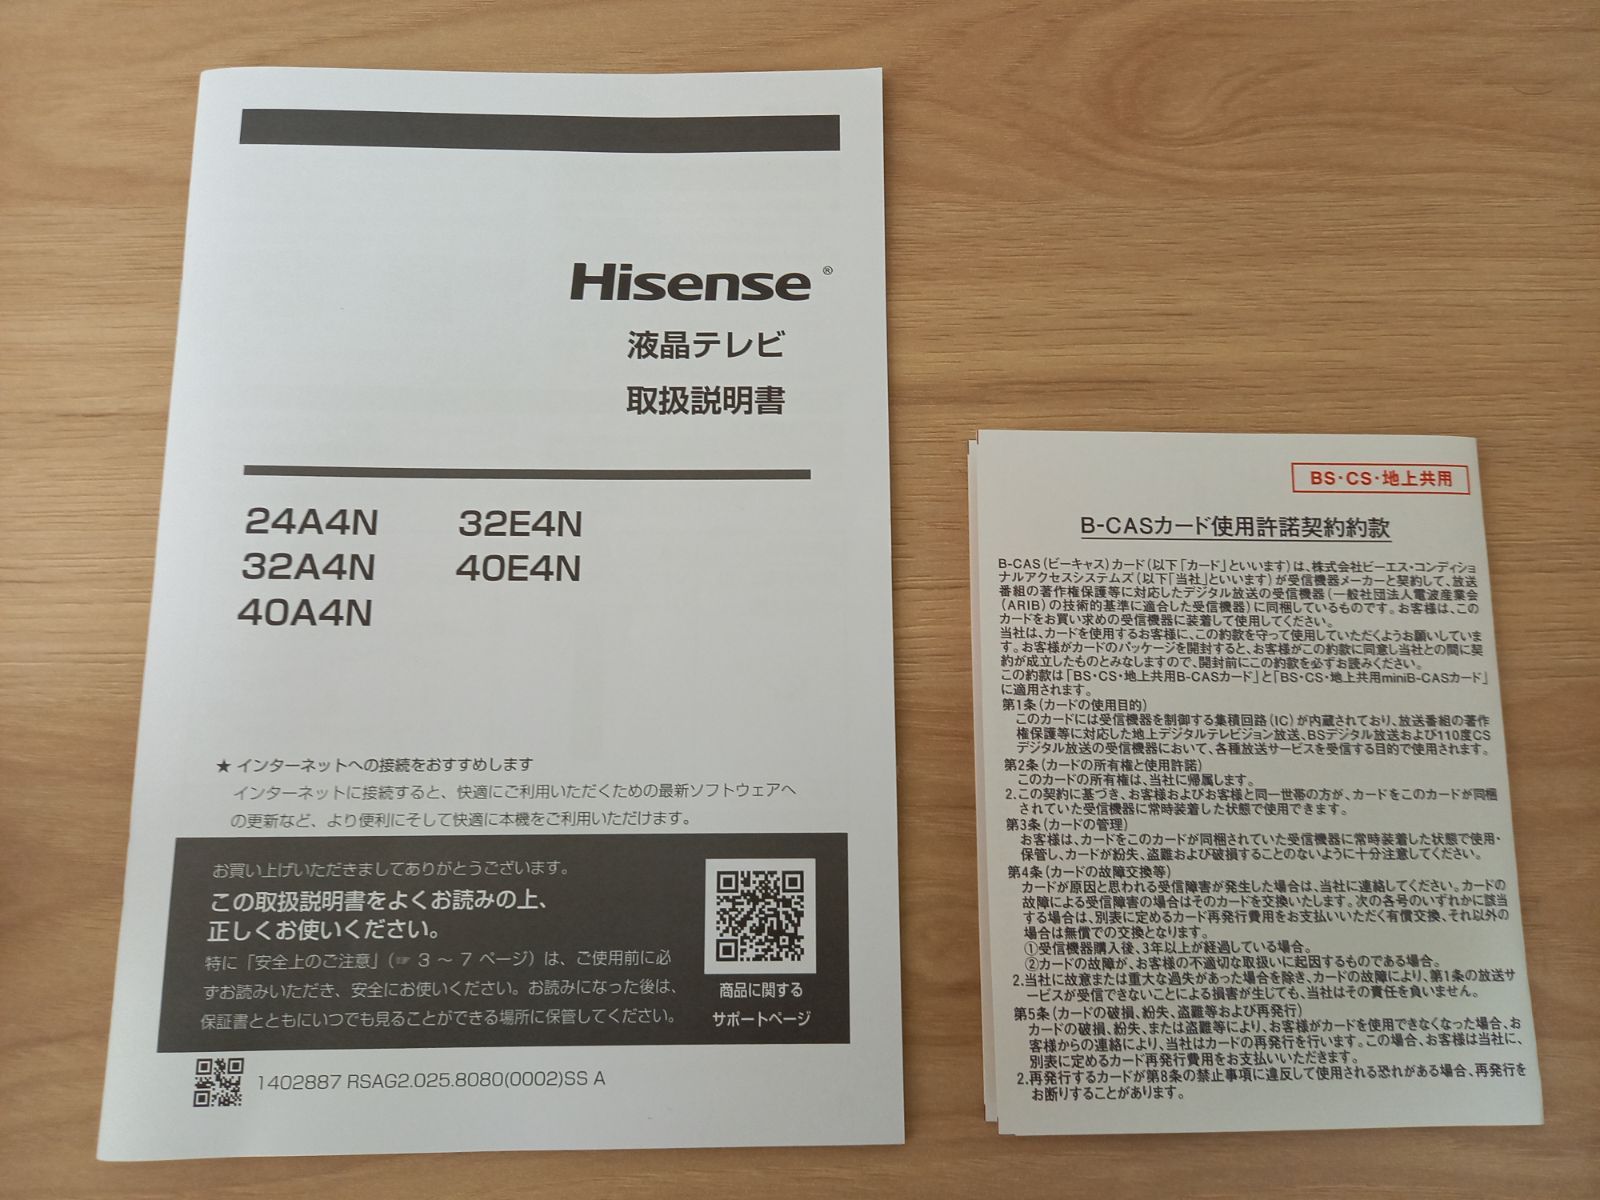 Hisense®
液晶テレビ
取扱説明書
24A4N 32E4N
32A4N 40E4N
40A4N
★ インターネットへの接続をおすすめします
インターネットに接続すると、快適にご利用いただくための最新ソフトウェアへ
の更新など、より便利にそして快適に本機をご利用いただけます。
お買い上げいただきましてありがとうございます。
この取扱説明書をよくお読みの上、
正しくお使いください。
特に「安全上のご注意」(☞ 3 ~ 7 ページ)は、ご使用前に必
ずお読みいただき、安全にお使いください。お読みになった後は、
保証書とともにいつでも見ることができる場所に保管してください。
商品に関する
サポートページ
1402887 RSAG2.025.8080(0002)SS A
BS・CS・地上共用
B-CASカード使用許諾契約約款
B-CAS(ビーキャス)カード(以下「カード」といいます)は、株式会社ビーエス・コンディショ
ナルアクセスシステムズ(以下「当社」といいます)が受信機器メーカーと契約して、放送
番組の著作権保護等に対応したデジタル放送の受信機器(一般社団法人電波産業会
(ARIB)の技術的基準に適合した受信機器)に同梱しているものです。お客様は、この
カードをお買い求めの受信機器に装着して使用してください。
当社は、カードを使用するお客様に、この約款を守って使用していただくようお願いしていま
す。お客様がカードのパッケージを開封すると、お客様がこの約款に同意し当社との間に契
約が成立したものとみなしますので、開封前にこの約款を必ずお読みください。
この約款は「BS・CS・地上共用B-CASカード」と「BS・CS・地上共用miniB-CASカード」
に適用されます。
第1条(カードの使用目的)
このカードには受信機器を制御する集積回路(IC)が内蔵されており、放送番組の著作
権保護等に対応した地上デジタルテレビジョン放送、BSデジタル放送および110度CS
デジタル放送の受信機器において、各種放送サービスを受信する目的で使用されます。
第2条(カードの所有権と使用許諾)
このカードの所有権は、当社に帰属します。
2.この契約に基づき、お客様およびお客様と同一世帯の方が、カードをこのカードが同梱
されていた受信機器に常時装着した状態で使用できます。
第3条(カードの管理)
お客様は、カードをこのカードが同梱されていた受信機器に常時装着した状態で使用・
保管し、カードが紛失、盗難および破損することのないように十分注意してください。
第4条(カードの故障交換等)
カードが原因と思われる受信障害が発生した場合は、当社に連絡してください。カードの
故障による受信障害の場合はそのカードを交換いたします。次の各号のいずれかに該当
する場合は、別表に定めるカード再発行費用をお支払いいただく有償交換、それ以外の
場合は無償での交換となります。
①受信機器購入後、3年以上が経過している場合。
②カードの故障が、お客様の不適切な取扱いに起因するものである場合。
2.当社に故意または重大な過失があった場合を除き、カードの故障により、第1条の放送サ
ービスが受信できないことによる損害が生じても、当社はその責任を負いません。
第5条(カードの破損、紛失、盗難等および再発行)
カードの破損、紛失、または盗難等により、お客様がカードを使用できなくなった場合、お
客様からの連絡により、当社はカードの再発行を行います。この場合、お客様は当社に、
別表に定めるカード再発行費用をお支払いいただきます。
2.再発行するカードが第8条の禁止事項に違反して使用される恐れがある場合、再発行を
お断りすることがあります。